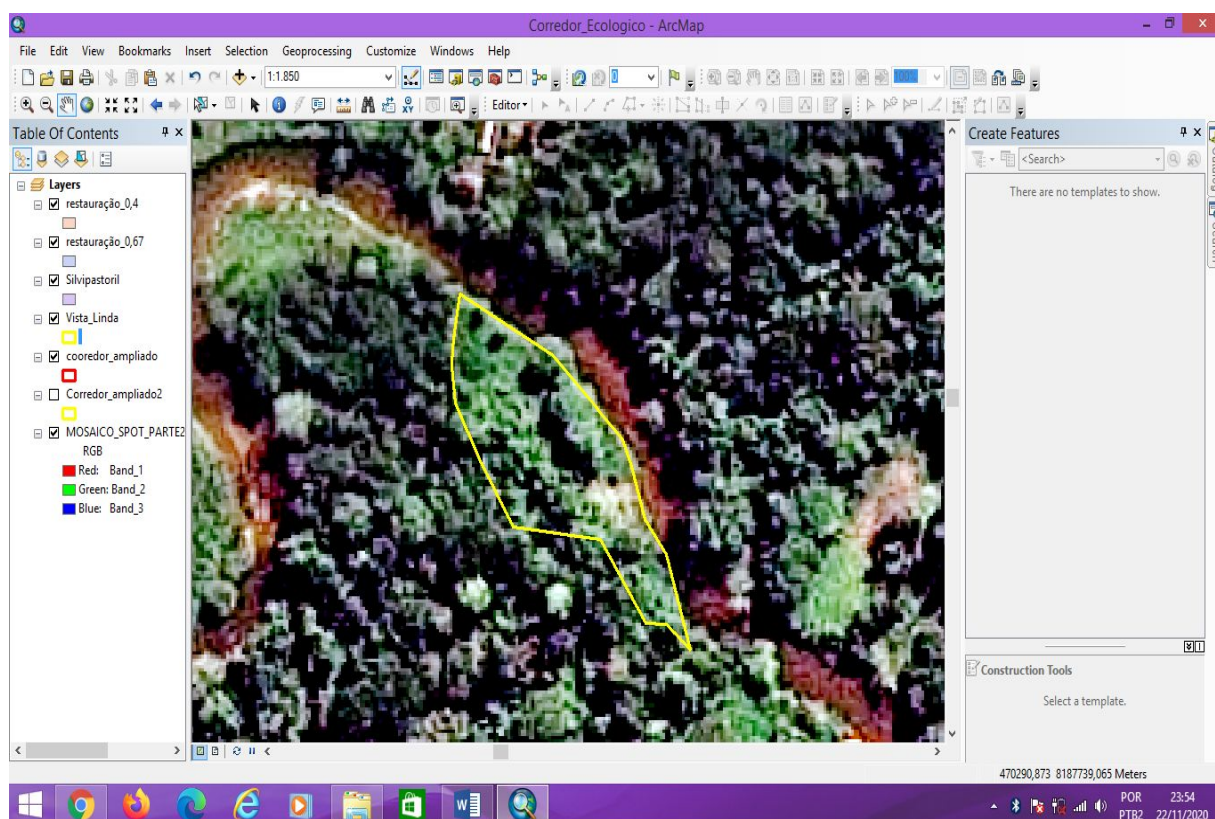 Corredor_Ecologico - ArcMap
File Edit View Bookmarks Insert Selection Geoprocessing Customize Windows Help
1:1.850
0
100%
Editor
Table Of Contents
Create Features
<Search>
There are no templates to show.
Layers
restauração_0,4
restauração_0,67
Silvipastoril
Vista_Linda
cooredor_ampliado
Corredor_ampliado2
MOSAICO_SPOT_PARTE2
RGB
Red: Band_1
Green: Band_2
Blue: Band_3
Construction Tools
Select a template.
470290,873 8187739,065 Meters
POR
PTB2
23:54
22/11/2020